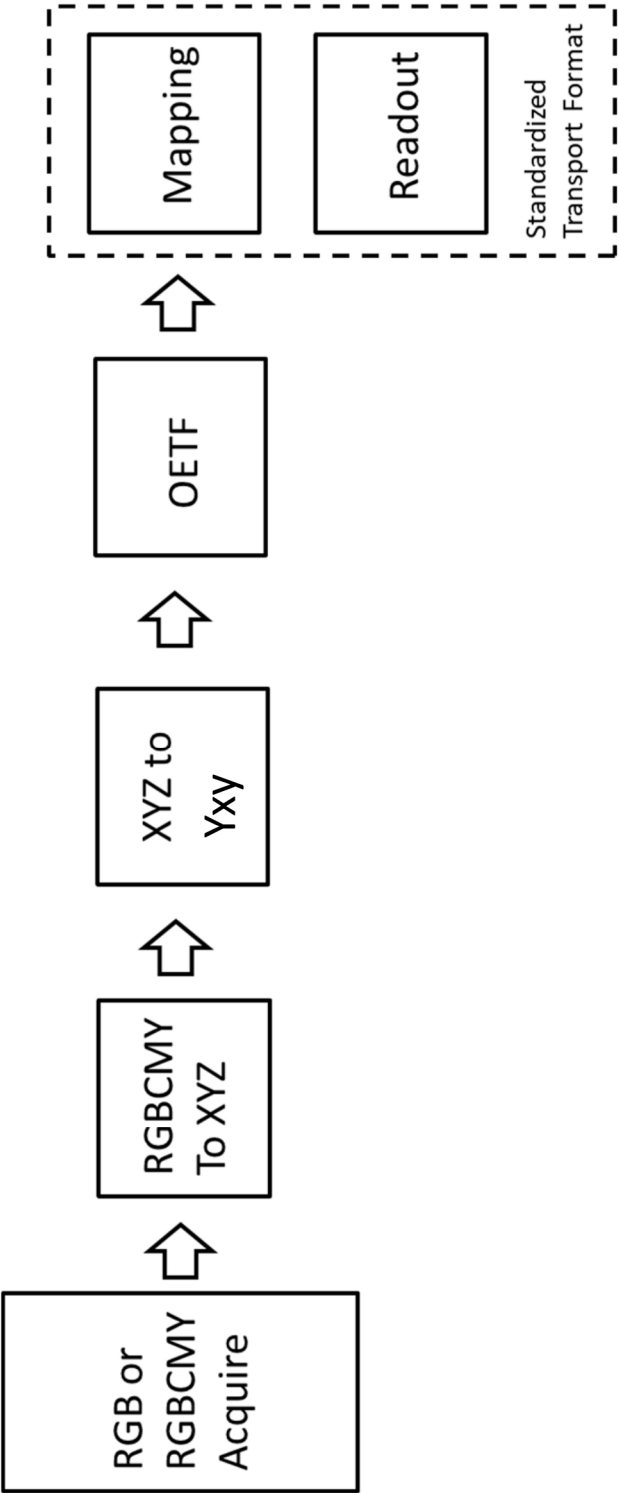 RGB or
RGBCMY
Acquire
RGBCMY
To XYZ
XYZ to
Yxy
OETF
Mapping
Readout
Standardized
Transport Format